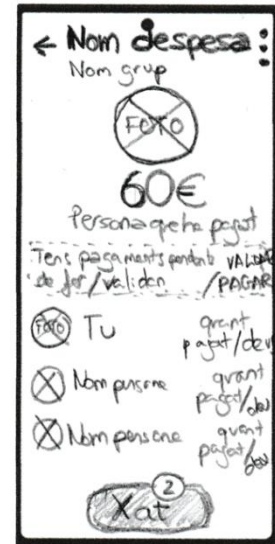 ← Nom despesa
Nom grup
FOTO
60€
Persona que ha pagat
Tens pagaments pendents VALIDAR
de fer/validar /PAGAR
FOTO Tu quant
pagat/deu
Nom persona quant
pagat/deu
Nom persona quant
pagat/deu
2
Xat